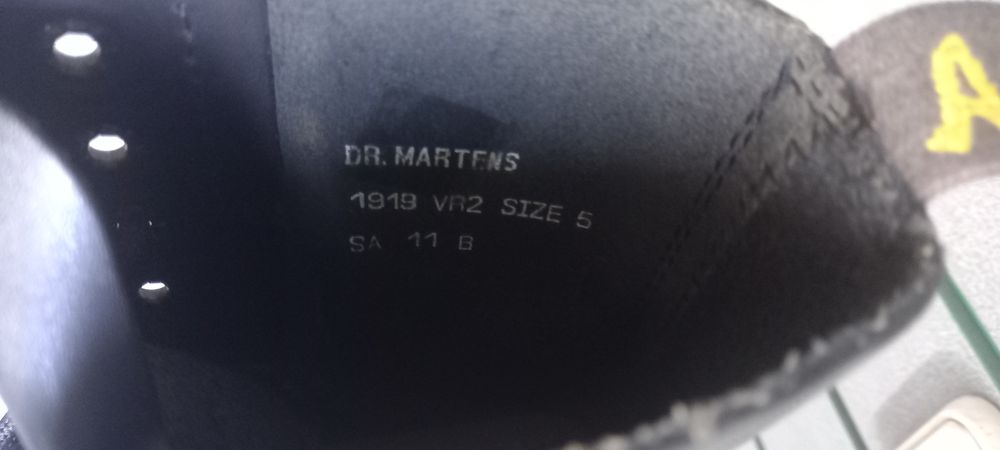 DR. MARTENS
1919 VR2 SIZE 5
SA 11 B
A